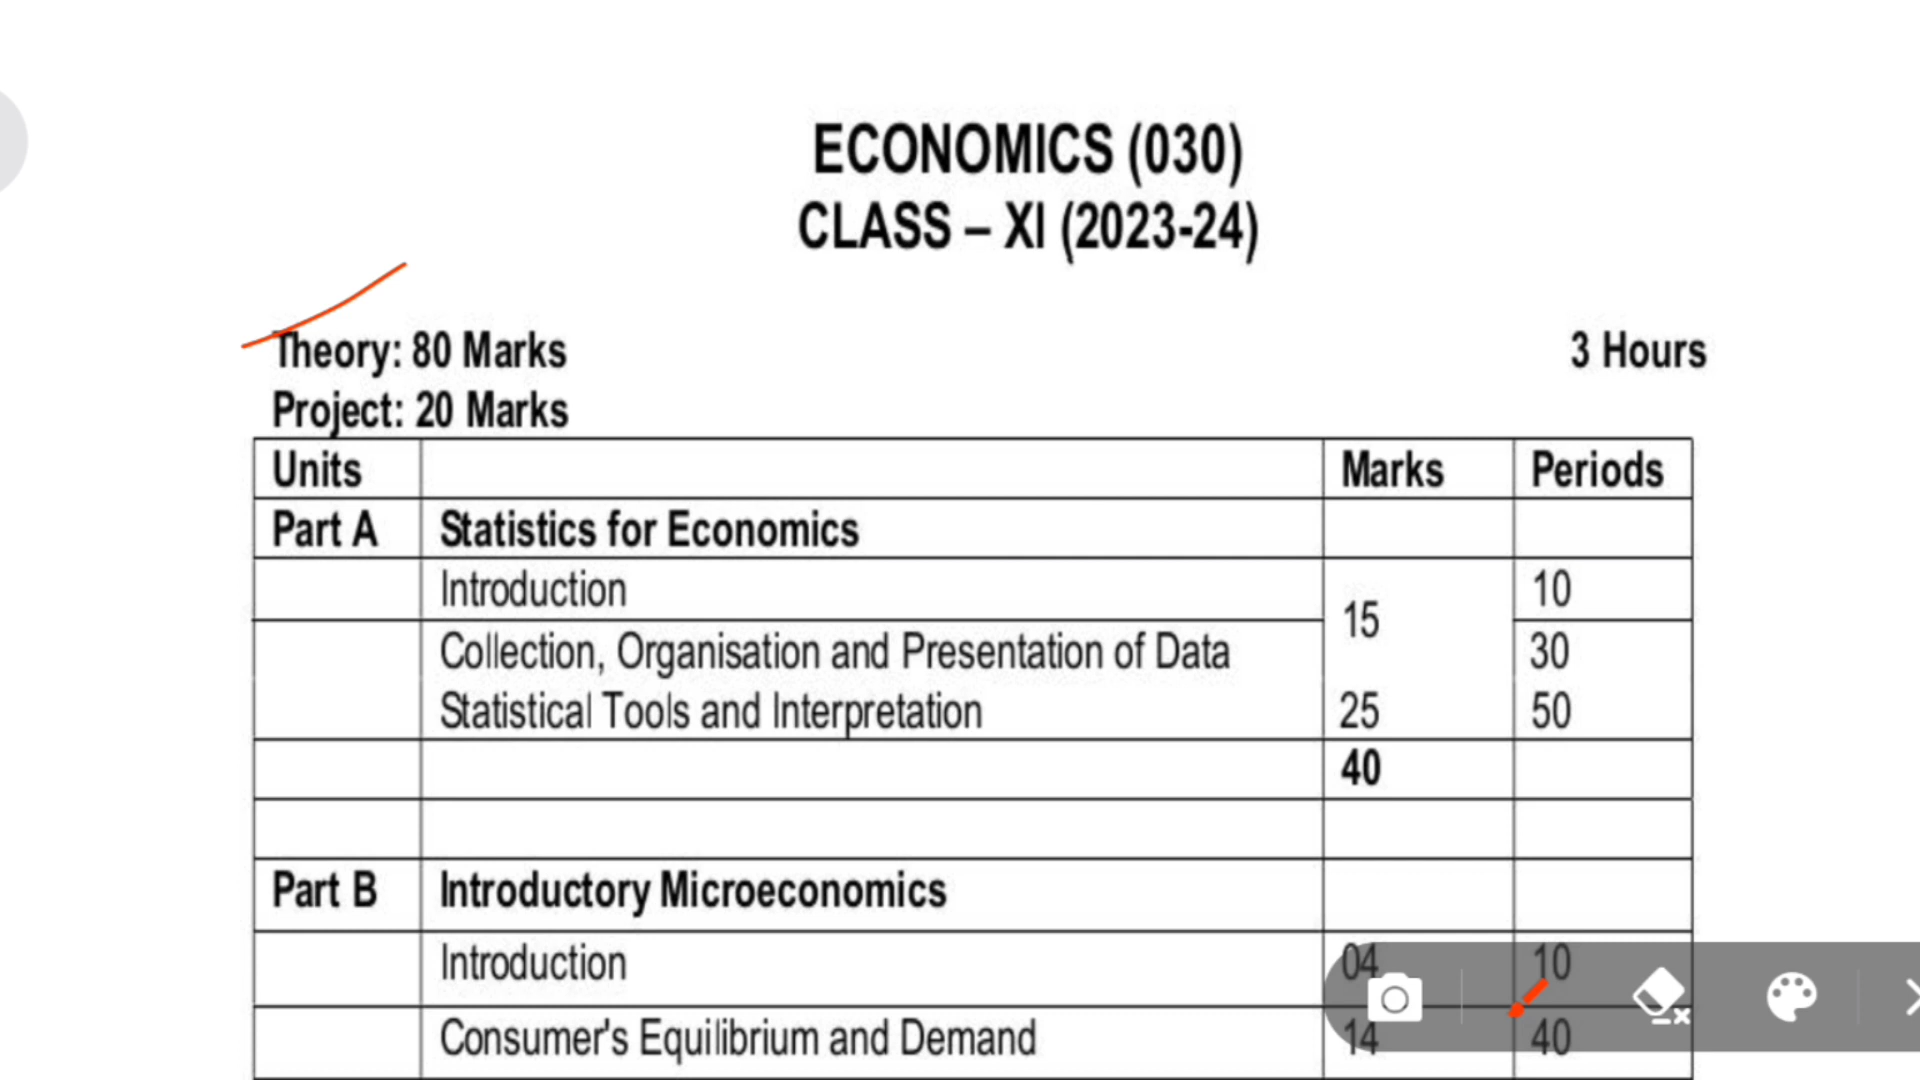 ECONOMICS (030)
CLASS – XI (2023-24)
Theory: 80 Marks 3 Hours
Project: 20 Marks
Units Marks Periods
Part A Statistics for Economics
Introduction 10
15
Collection, Organisation and Presentation of Data 30
Statistical Tools and Interpretation 25 50
40
Part B Introductory Microeconomics
Introduction 04 10
Consumer's Equilibrium and Demand 14 40